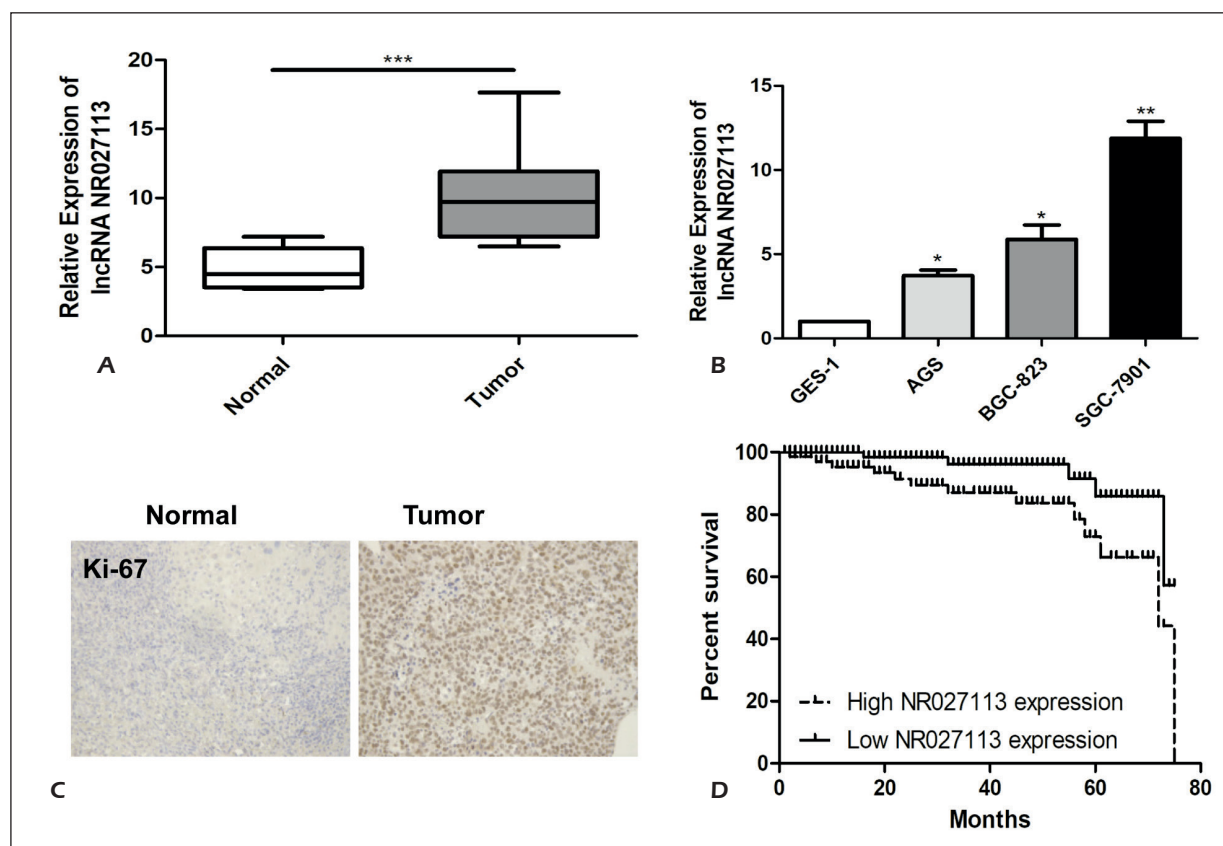 Relative Expression of
lncRNA NR027113
20
15
10
5
0
***
Normal
Tumor
A
Relative Expression of
lncRNA NR027113
15
10
5
0
*
*
**
GES-1
AGS
BGC-823
SGC-7901
B
Normal
Tumor
Ki-67
C
Percent survival
100
80
60
40
20
0
High NR027113 expression
Low NR027113 expression
0
20
40
60
80
Months
D